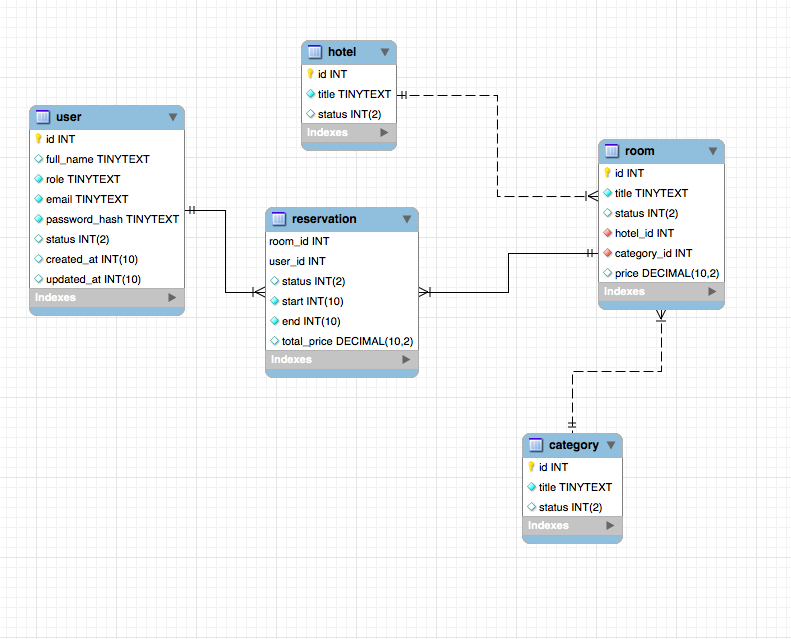 hotel
id INT
title TINYTEXT
status INT(2)
Indexes
user
id INT
full_name TINYTEXT
role TINYTEXT
email TINYTEXT
password_hash TINYTEXT
status INT(2)
created_at INT(10)
updated_at INT(10)
Indexes
room
id INT
title TINYTEXT
status INT(2)
hotel_id INT
category_id INT
price DECIMAL(10,2)
Indexes
reservation
room_id INT
user_id INT
status INT(2)
start INT(10)
end INT(10)
total_price DECIMAL(10,2)
Indexes
category
id INT
title TINYTEXT
status INT(2)
Indexes